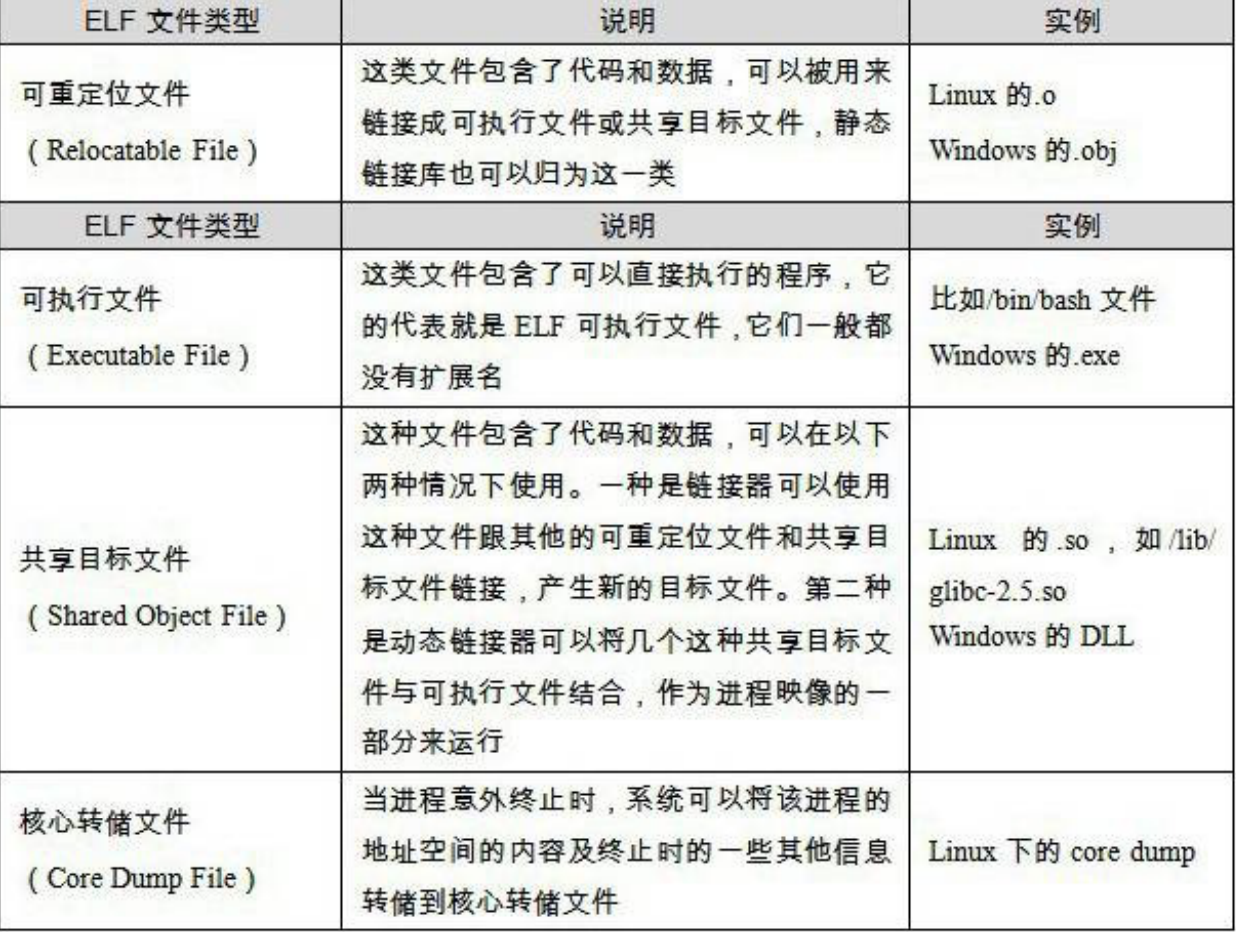 ELF 文件类型
说明
实例
可重定位文件
（Relocatable File）
这类文件包含了代码和数据，可以被用来
链接成可执行文件或共享目标文件，静态
链接库也可以归为这一类
Linux 的.o
Windows 的.obj
ELF 文件类型
说明
实例
可执行文件
（Executable File）
这类文件包含了可以直接执行的程序，它
的代表就是 ELF 可执行文件，它们一般都
没有扩展名
比如/bin/bash 文件
Windows 的.exe
共享目标文件
（Shared Object File）
这种文件包含了代码和数据，可以在以下
两种情况下使用。一种是链接器可以使用
这种文件跟其他的可重定位文件和共享目
标文件链接，产生新的目标文件。第二种
是动态链接器可以将几个这种共享目标文
件与可执行文件结合，作为进程映像的一
部分来运行
Linux 的.so，如/lib/
glibc-2.5.so
Windows 的 DLL
核心转储文件
（Core Dump File）
当进程意外终止时，系统可以将该进程的
地址空间的内容及终止时的一些其他信息
转储到核心转储文件
Linux 下的 core dump